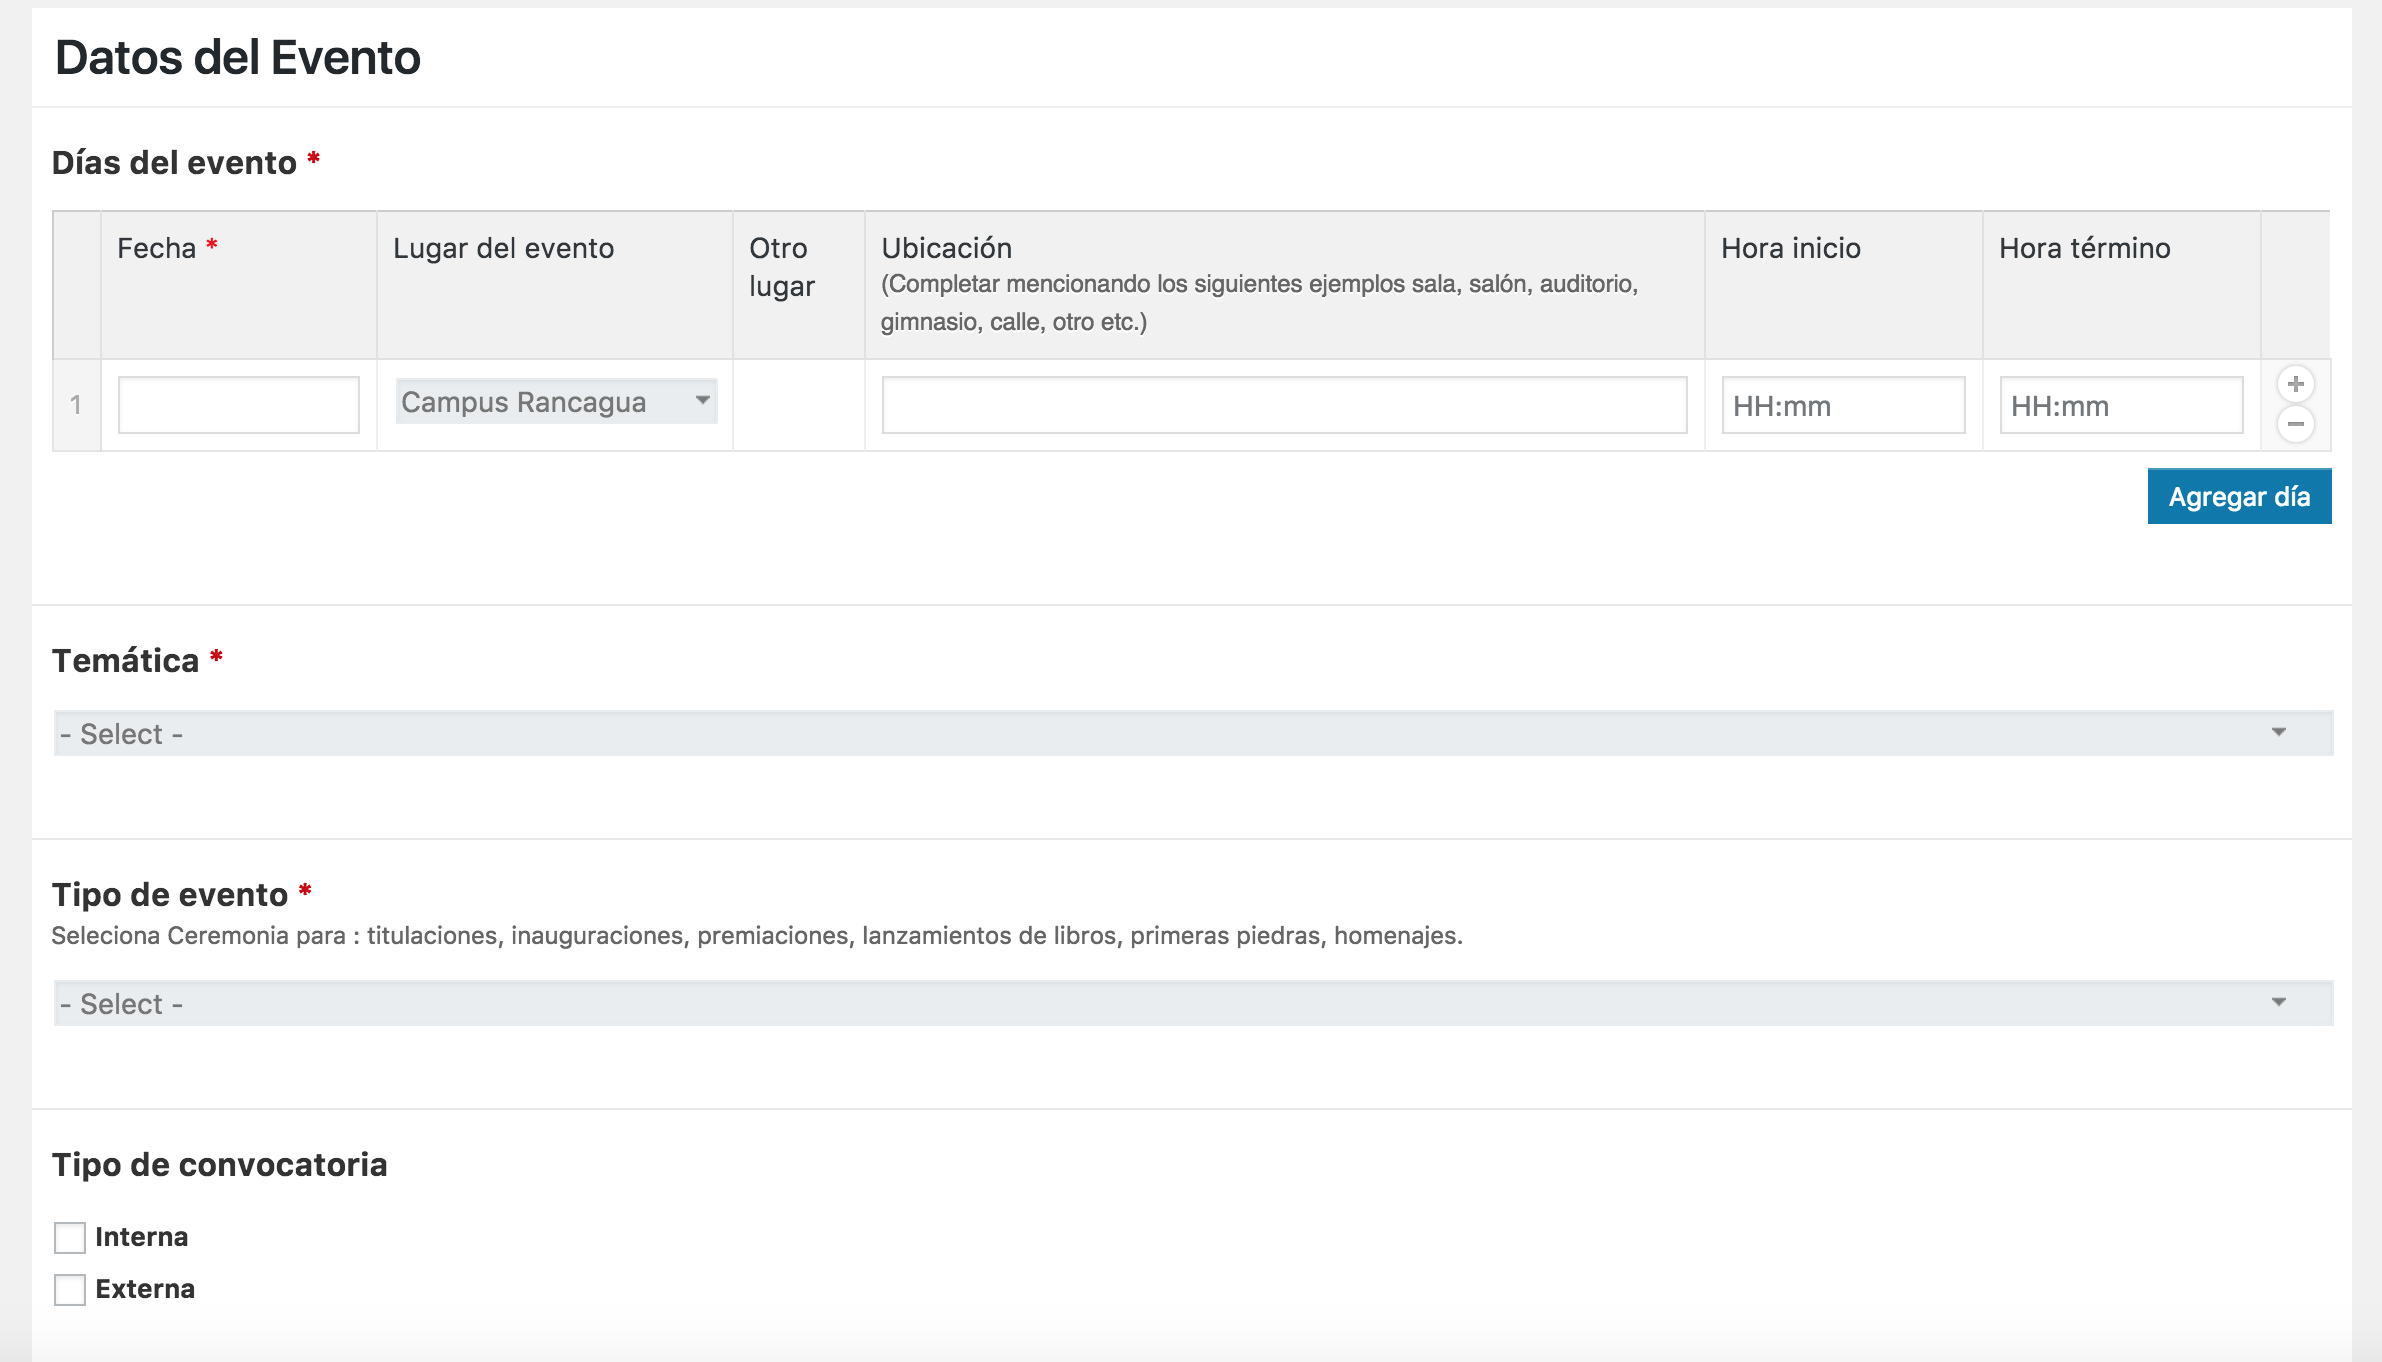 Datos del Evento
Días del evento *
Fecha *
Lugar del evento
Otro
lugar
Ubicación
(Completar mencionando los siguientes ejemplos sala, salón, auditorio,
gimnasio, calle, otro etc.)
Hora inicio
Hora término
1
Campus Rancagua
HH:mm
HH:mm
Agregar día
Temática *
- Select -
Tipo de evento *
Seleciona Ceremonia para : titulaciones, inauguraciones, premiaciones, lanzamientos de libros, primeras piedras, homenajes.
- Select -
Tipo de convocatoria
Interna
Externa